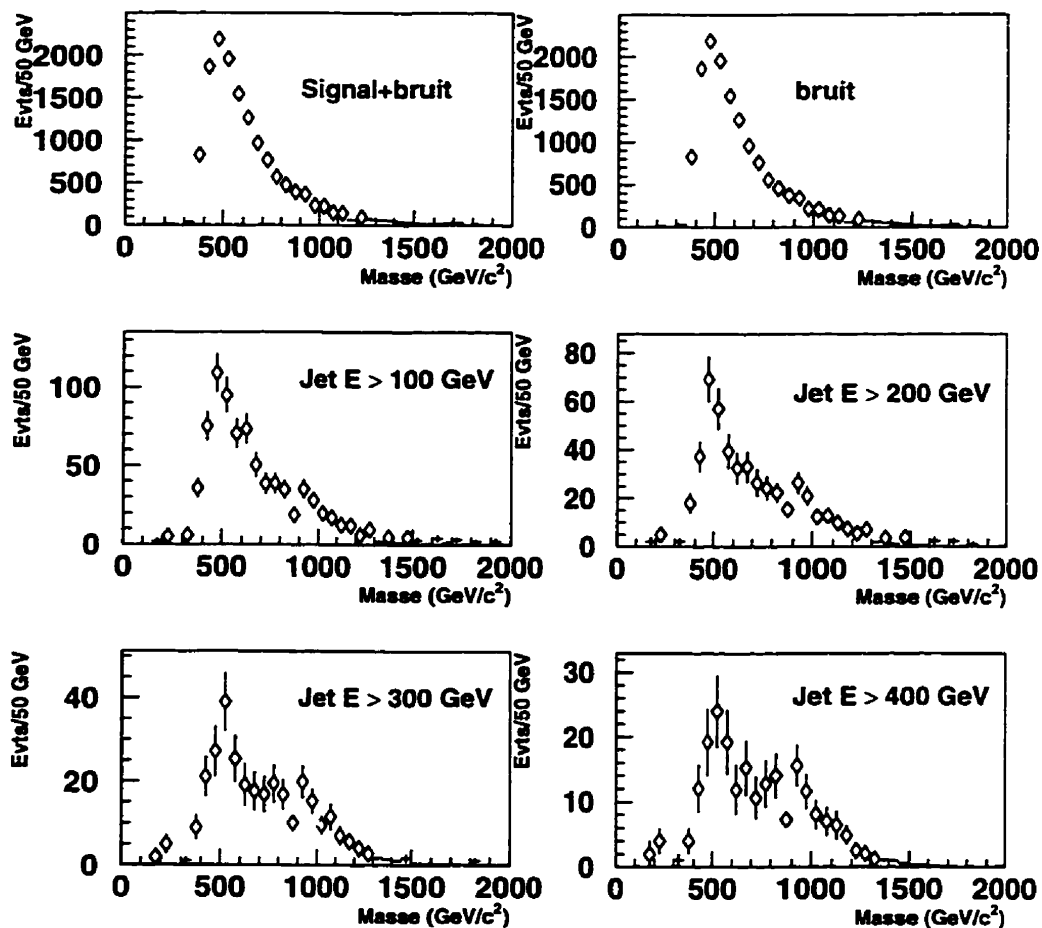 Evts/50 GeV
2000
1500
1000
500
0
Signal+bruit
0 500 1000 1500 2000
Masse (GeV/c²)
Evts/50 GeV
2000
1500
1000
500
0
bruit
0 500 1000 1500 2000
Masse (GeV/c²)
Evts/50 GeV
100
50
0
Jet E > 100 GeV
0 500 1000 1500 2000
Masse (GeV/c²)
Evts/50 GeV
80
60
40
20
0
Jet E > 200 GeV
0 500 1000 1500 2000
Masse (GeV/c²)
Evts/50 GeV
40
20
0
Jet E > 300 GeV
0 500 1000 1500 2000
Masse (GeV/c²)
Evts/50 GeV
30
20
10
0
Jet E > 400 GeV
0 500 1000 1500 2000
Masse (GeV/c²)